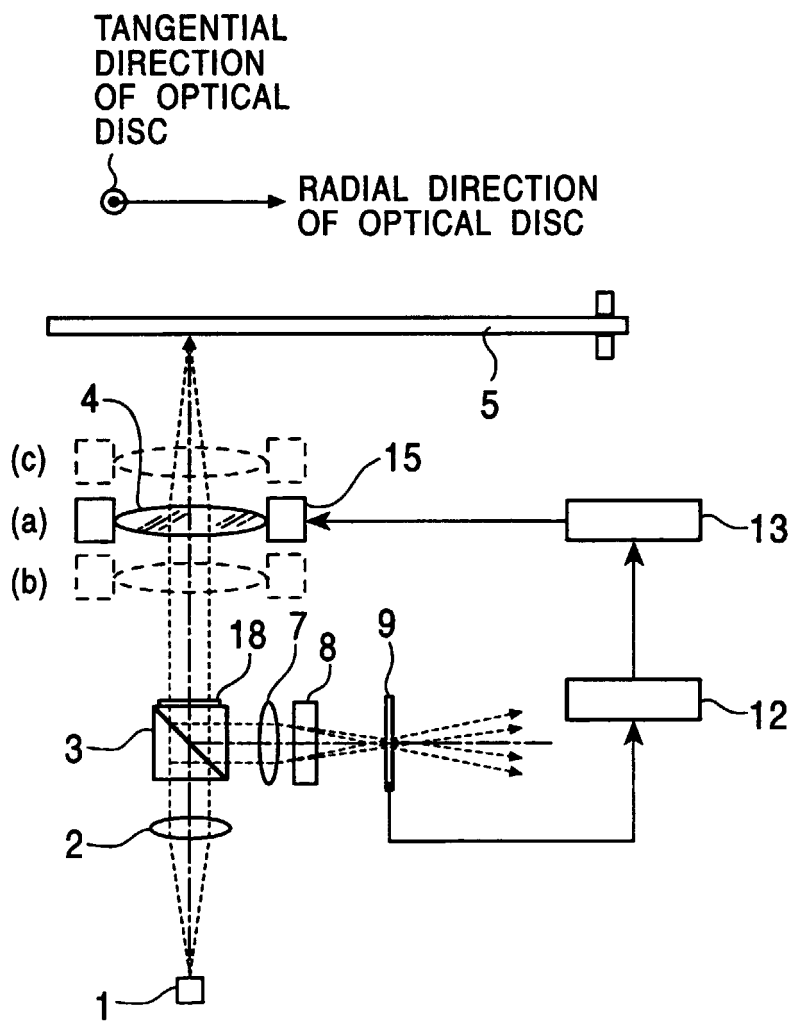 TANGENTIAL
DIRECTION
OF OPTICAL
DISC
RADIAL DIRECTION
OF OPTICAL DISC
4
5
(c)
15
(a)
13
(b)
18
7
8
9
12
3
2
1